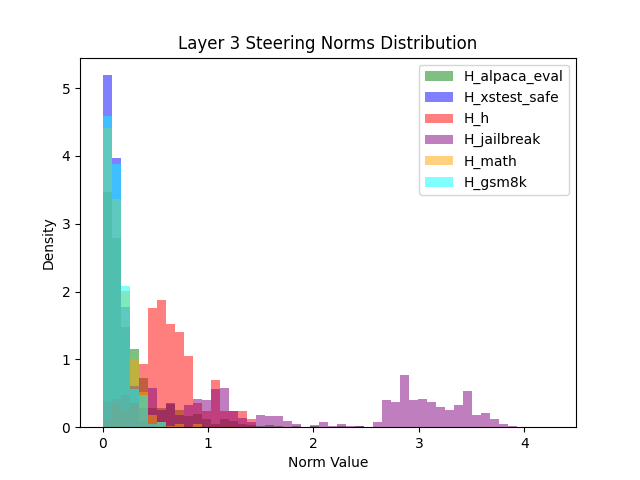 Layer 3 Steering Norms Distribution
H_alpaca_eval
H_xstest_safe
H_h
H_jailbreak
H_math
H_gsm8k
Density
5
4
3
2
1
0
0 1 2 3 4
Norm Value